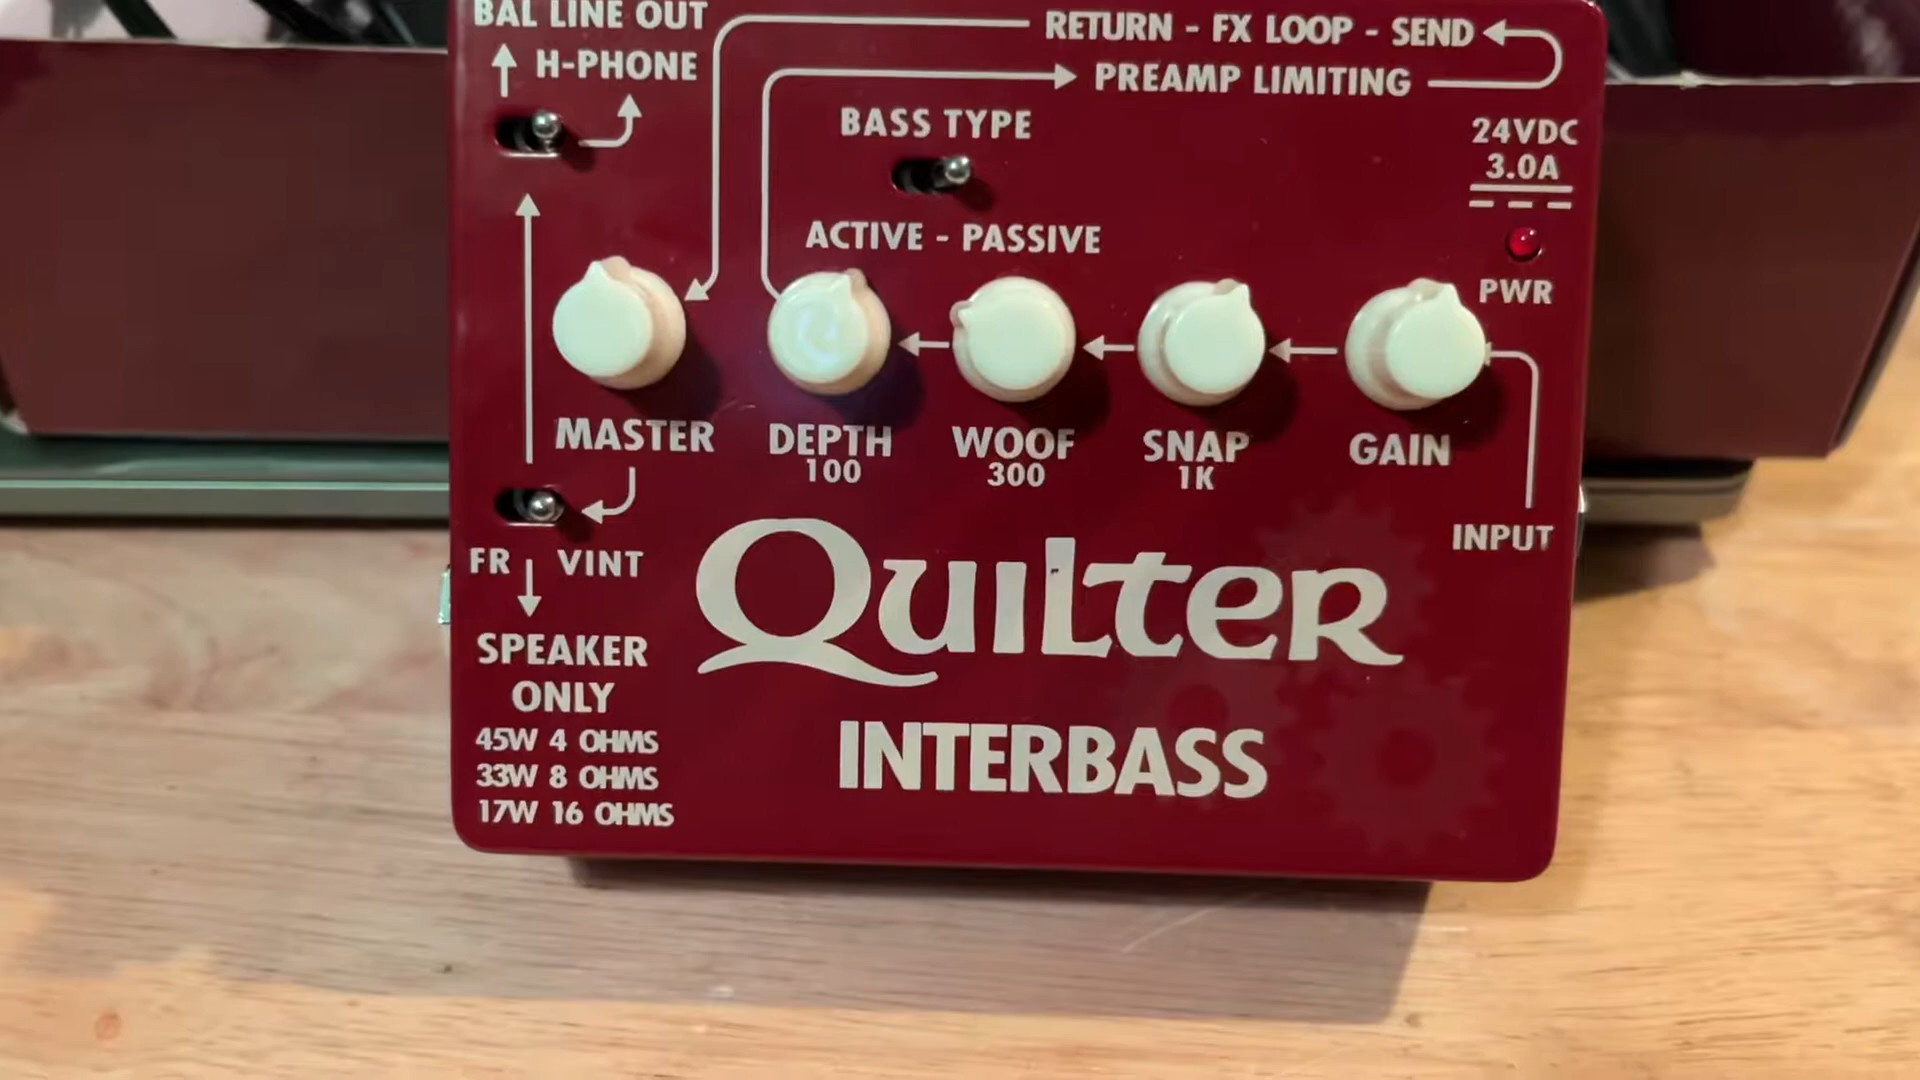 BAL LINE OUT
H-PHONE
RETURN - FX LOOP - SEND
PREAMP LIMITING
BASS TYPE
ACTIVE - PASSIVE
24VDC
3.0A
PWR
MASTER
DEPTH
100
WOOF
300
SNAP
1K
GAIN
INPUT
FR VINT
SPEAKER
ONLY
45W 4 OHMS
33W 8 OHMS
17W 16 OHMS
QUILTER
INTERBASS